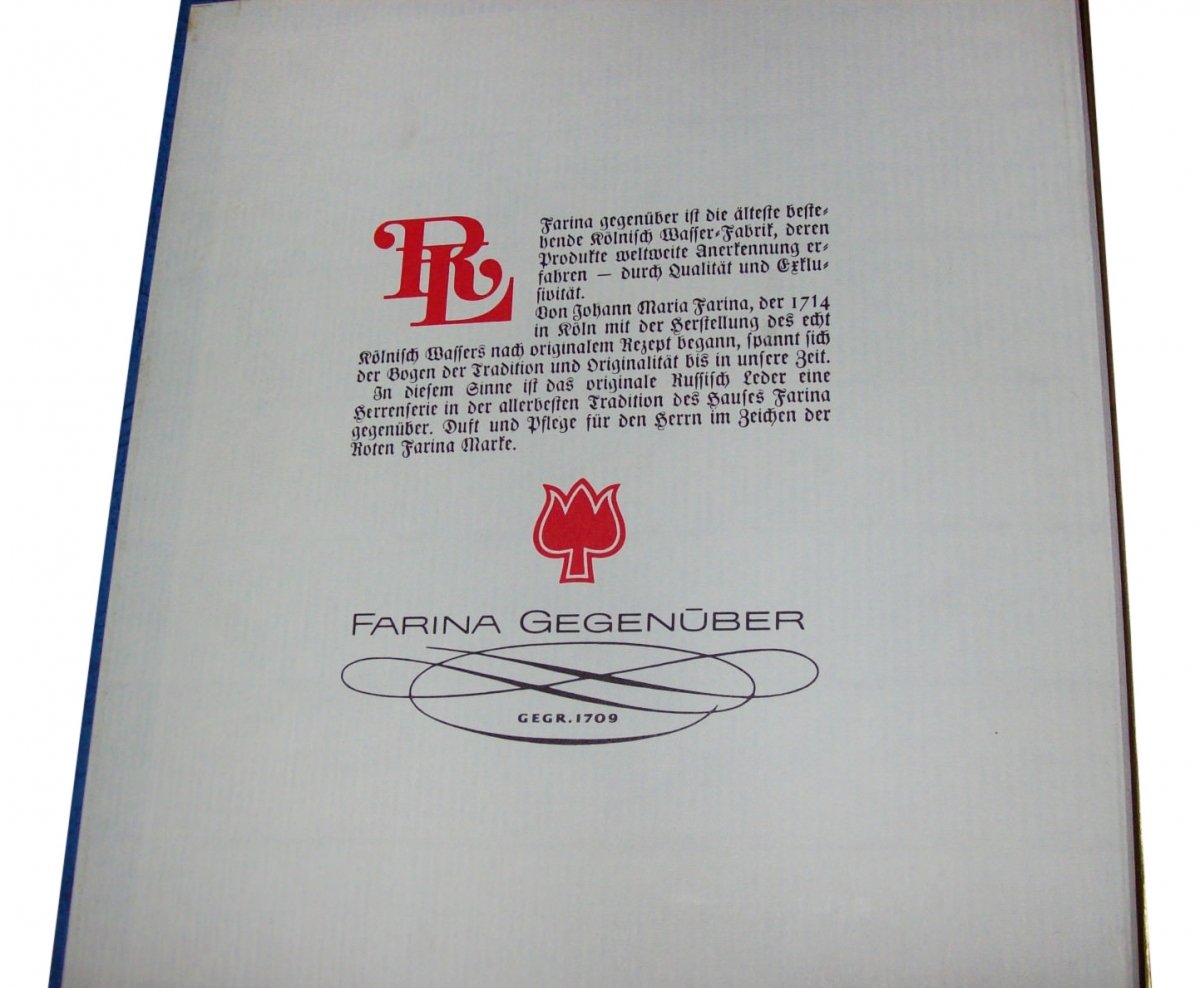 RL
Farina gegenüber ist die älteste beste-
hende Kölnisch Wasser-Fabrik, deren
Produkte weltweite Anerkennung er-
fahren — durch Qualität und Exklu-
sivität.
Von Johann Maria Farina, der 1714
in Köln mit der Herstellung des echt
Kölnisch Wassers nach originalem Rezept begann, spannt sich
der Bogen der Tradition und Originalität bis in unsere Zeit.
In diesem Sinne ist das originale Russisch Leder eine
Herrenserie in der allerbesten Tradition des Hauses Farina
gegenüber. Duft und Pflege für den Herrn im Zeichen der
Roten Farina Marke.
FARINA GEGENÜBER
GEGR. 1709